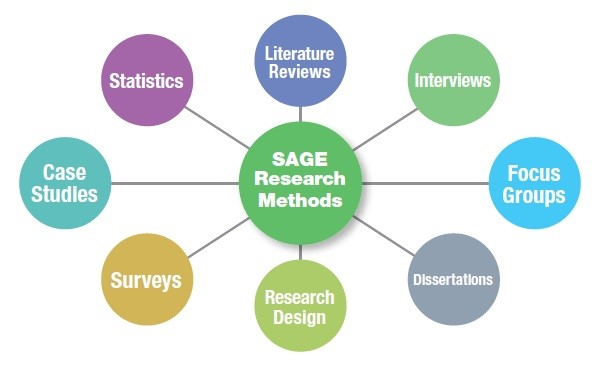 Literature
Reviews
Statistics
Interviews
SAGE
Research
Methods
Case
Studies
Focus
Groups
Surveys
Dissertations
Research
Design